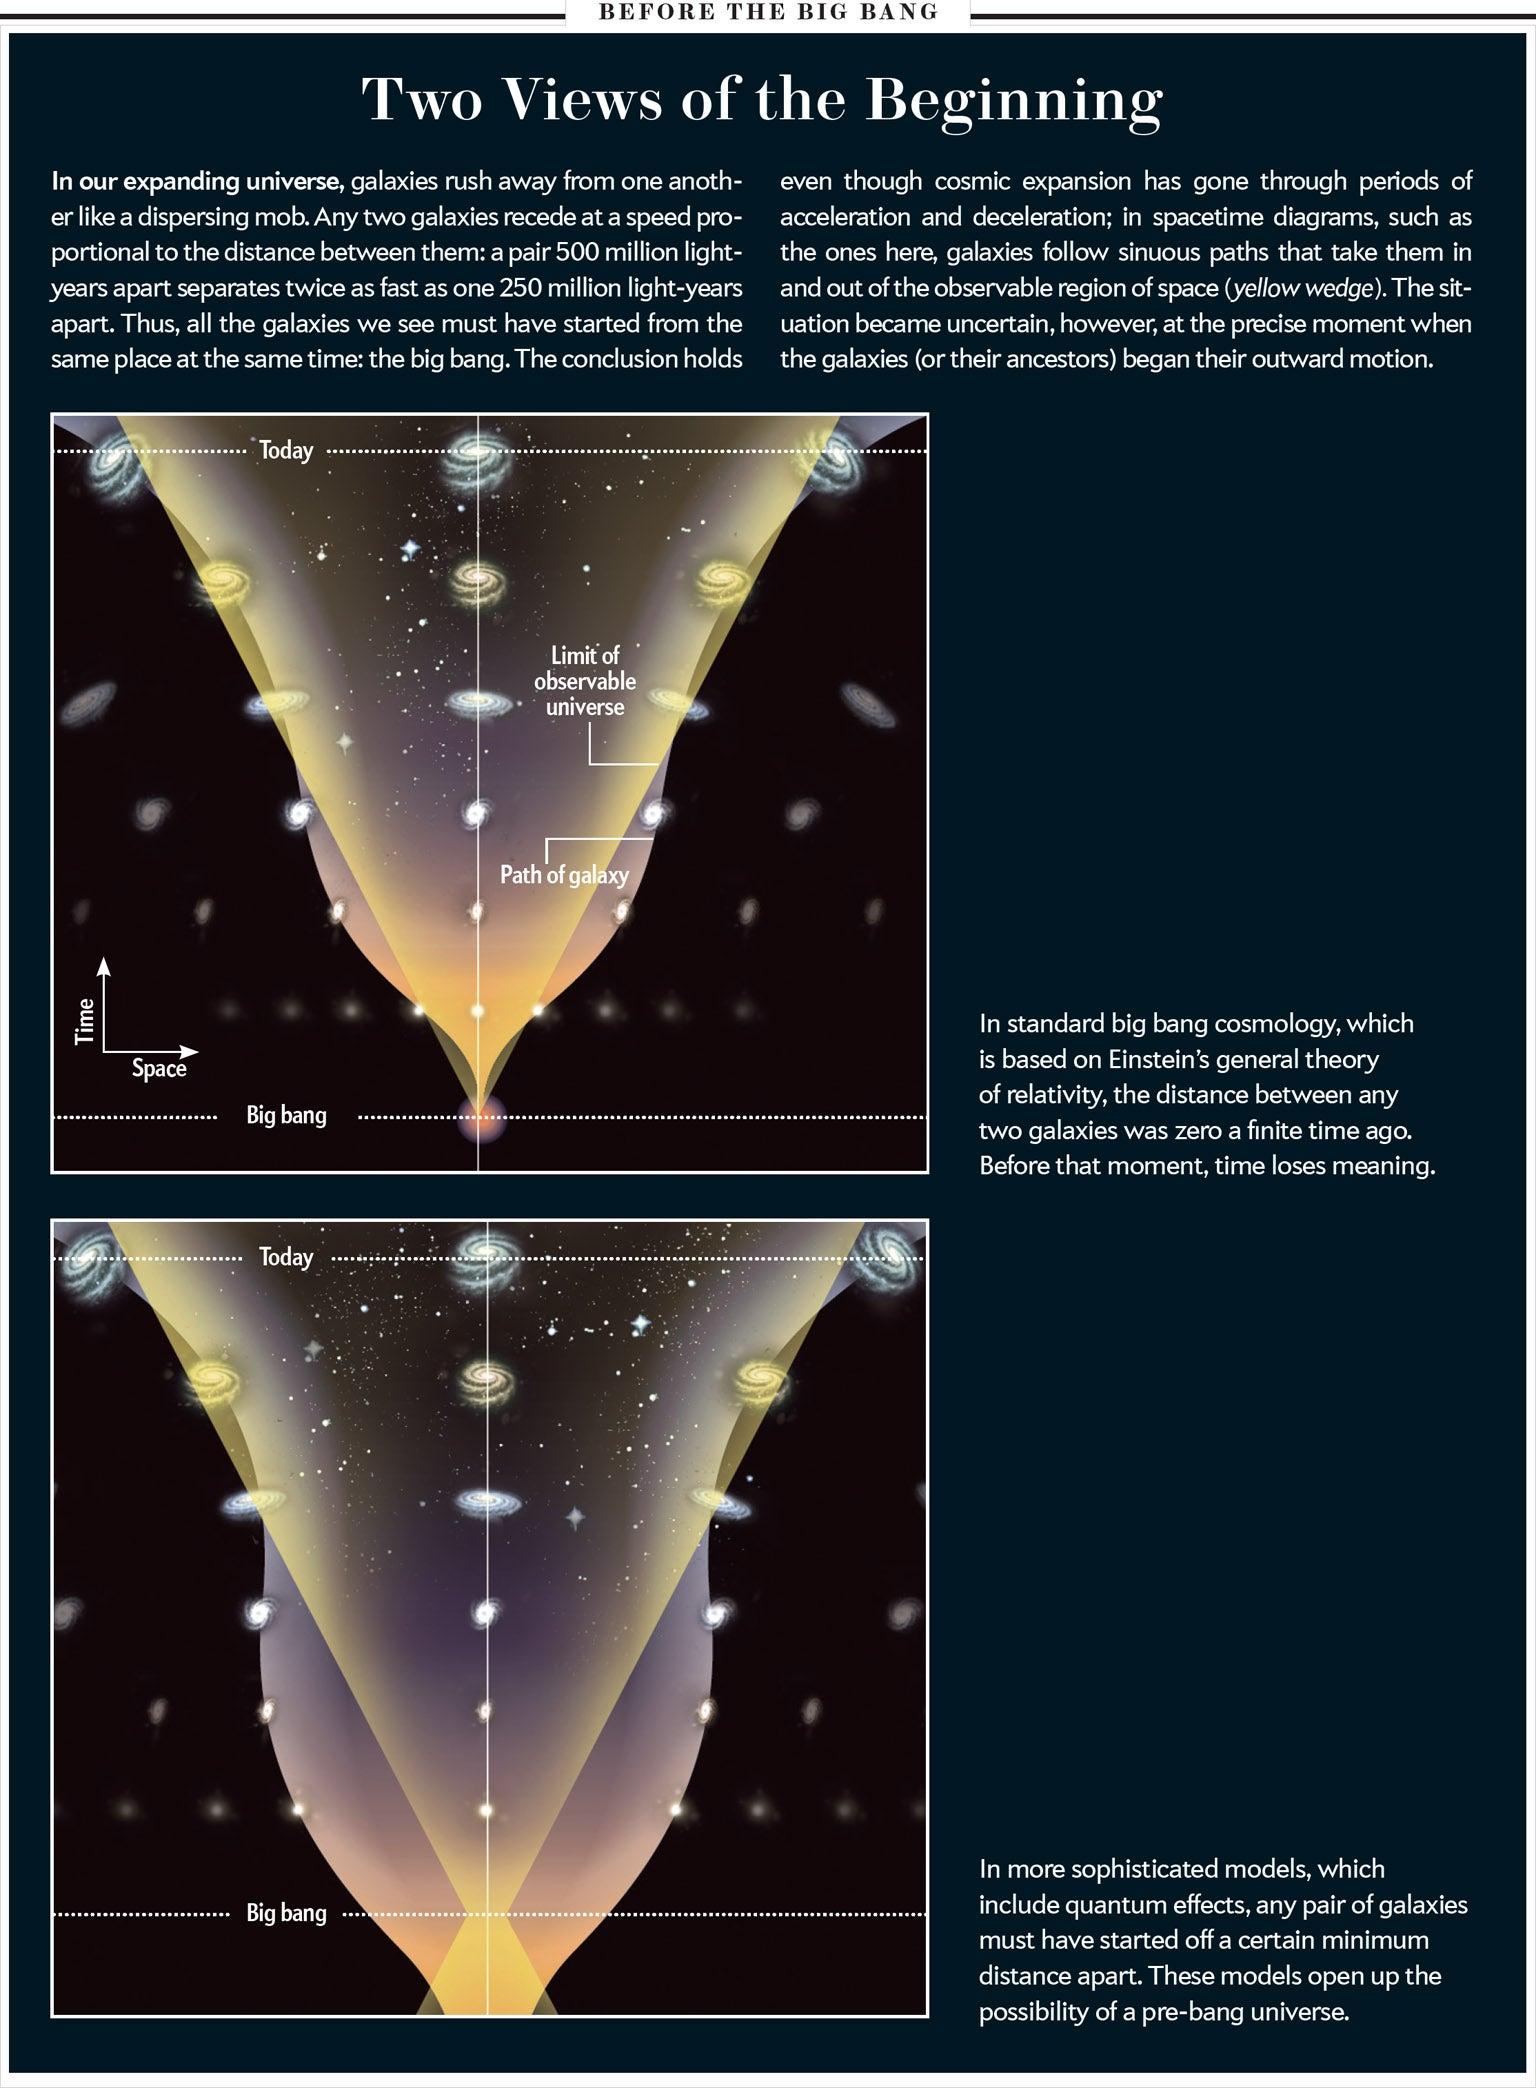 BEFORE THE BIG BANG
Two Views of the Beginning
In our expanding universe, galaxies rush away from one anoth-
er like a dispersing mob. Any two galaxies recede at a speed pro-
portional to the distance between them: a pair 500 million light-
years apart separates twice as fast as one 250 million light-years
apart. Thus, all the galaxies we see must have started from the
same place at the same time: the big bang. The conclusion holds
even though cosmic expansion has gone through periods of
acceleration and deceleration; in spacetime diagrams, such as
the ones here, galaxies follow sinuous paths that take them in
and out of the observable region of space (yellow wedge). The sit-
uation became uncertain, however, at the precise moment when
the galaxies (or their ancestors) began their outward motion.
Today
Limit of
observable
universe
Path of galaxy
Time
Space
Big bang
In standard big bang cosmology, which
is based on Einstein’s general theory
of relativity, the distance between any
two galaxies was zero a finite time ago.
Before that moment, time loses meaning.
Today
Big bang
In more sophisticated models, which
include quantum effects, any pair of galaxies
must have started off a certain minimum
distance apart. These models open up the
possibility of a pre-bang universe.